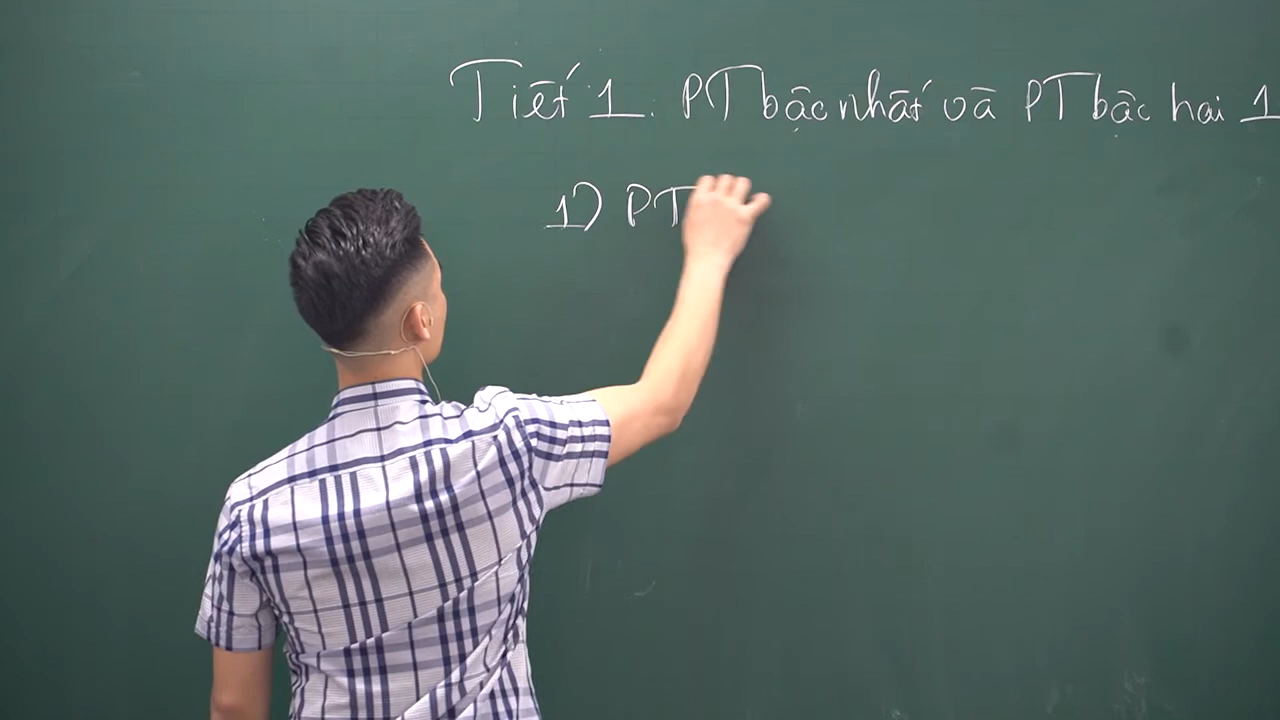 Tiết 1. PT bậc nhất và PT bậc hai 1
1) PT